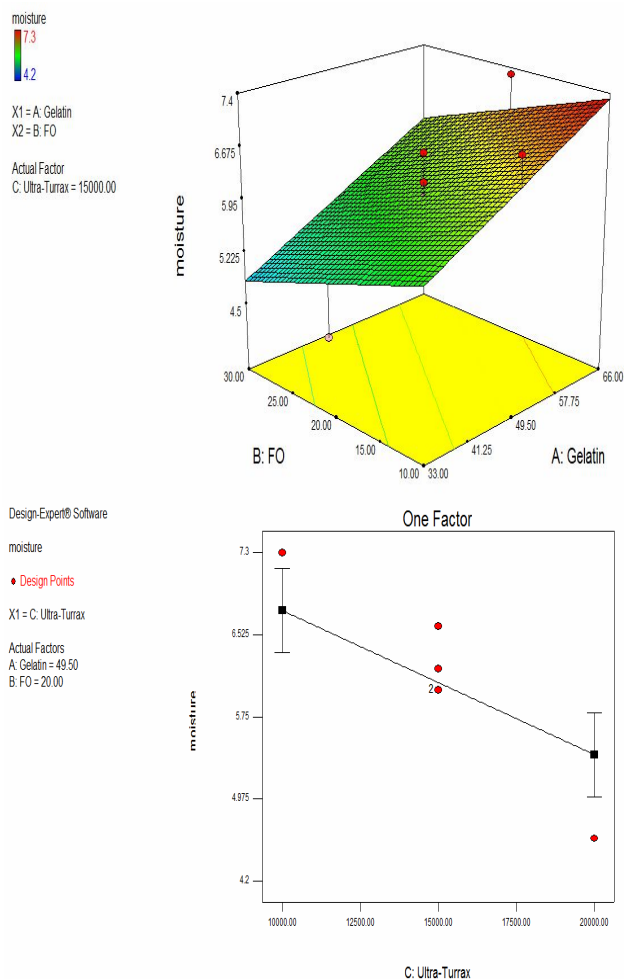 moisture
7.3
4.2
X1 = A: Gelatin
X2 = B: FO
Actual Factor
C: Ultra-Turrax = 15000.00
7.4
6.675
5.95
5.225
4.5
moisture
30.00
25.00
20.00
15.00
10.00
B: FO
66.00
57.75
49.50
41.25
33.00
A: Gelatin
Design-Expert® Software
moisture
Design Points
X1 = C: Ultra-Turrax
Actual Factors
A: Gelatin = 49.50
B: FO = 20.00
One Factor
7.3
6.525
5.75
4.975
4.2
moisture
2
10000.00 12500.00 15000.00 17500.00 20000.00
C: Ultra-Turrax